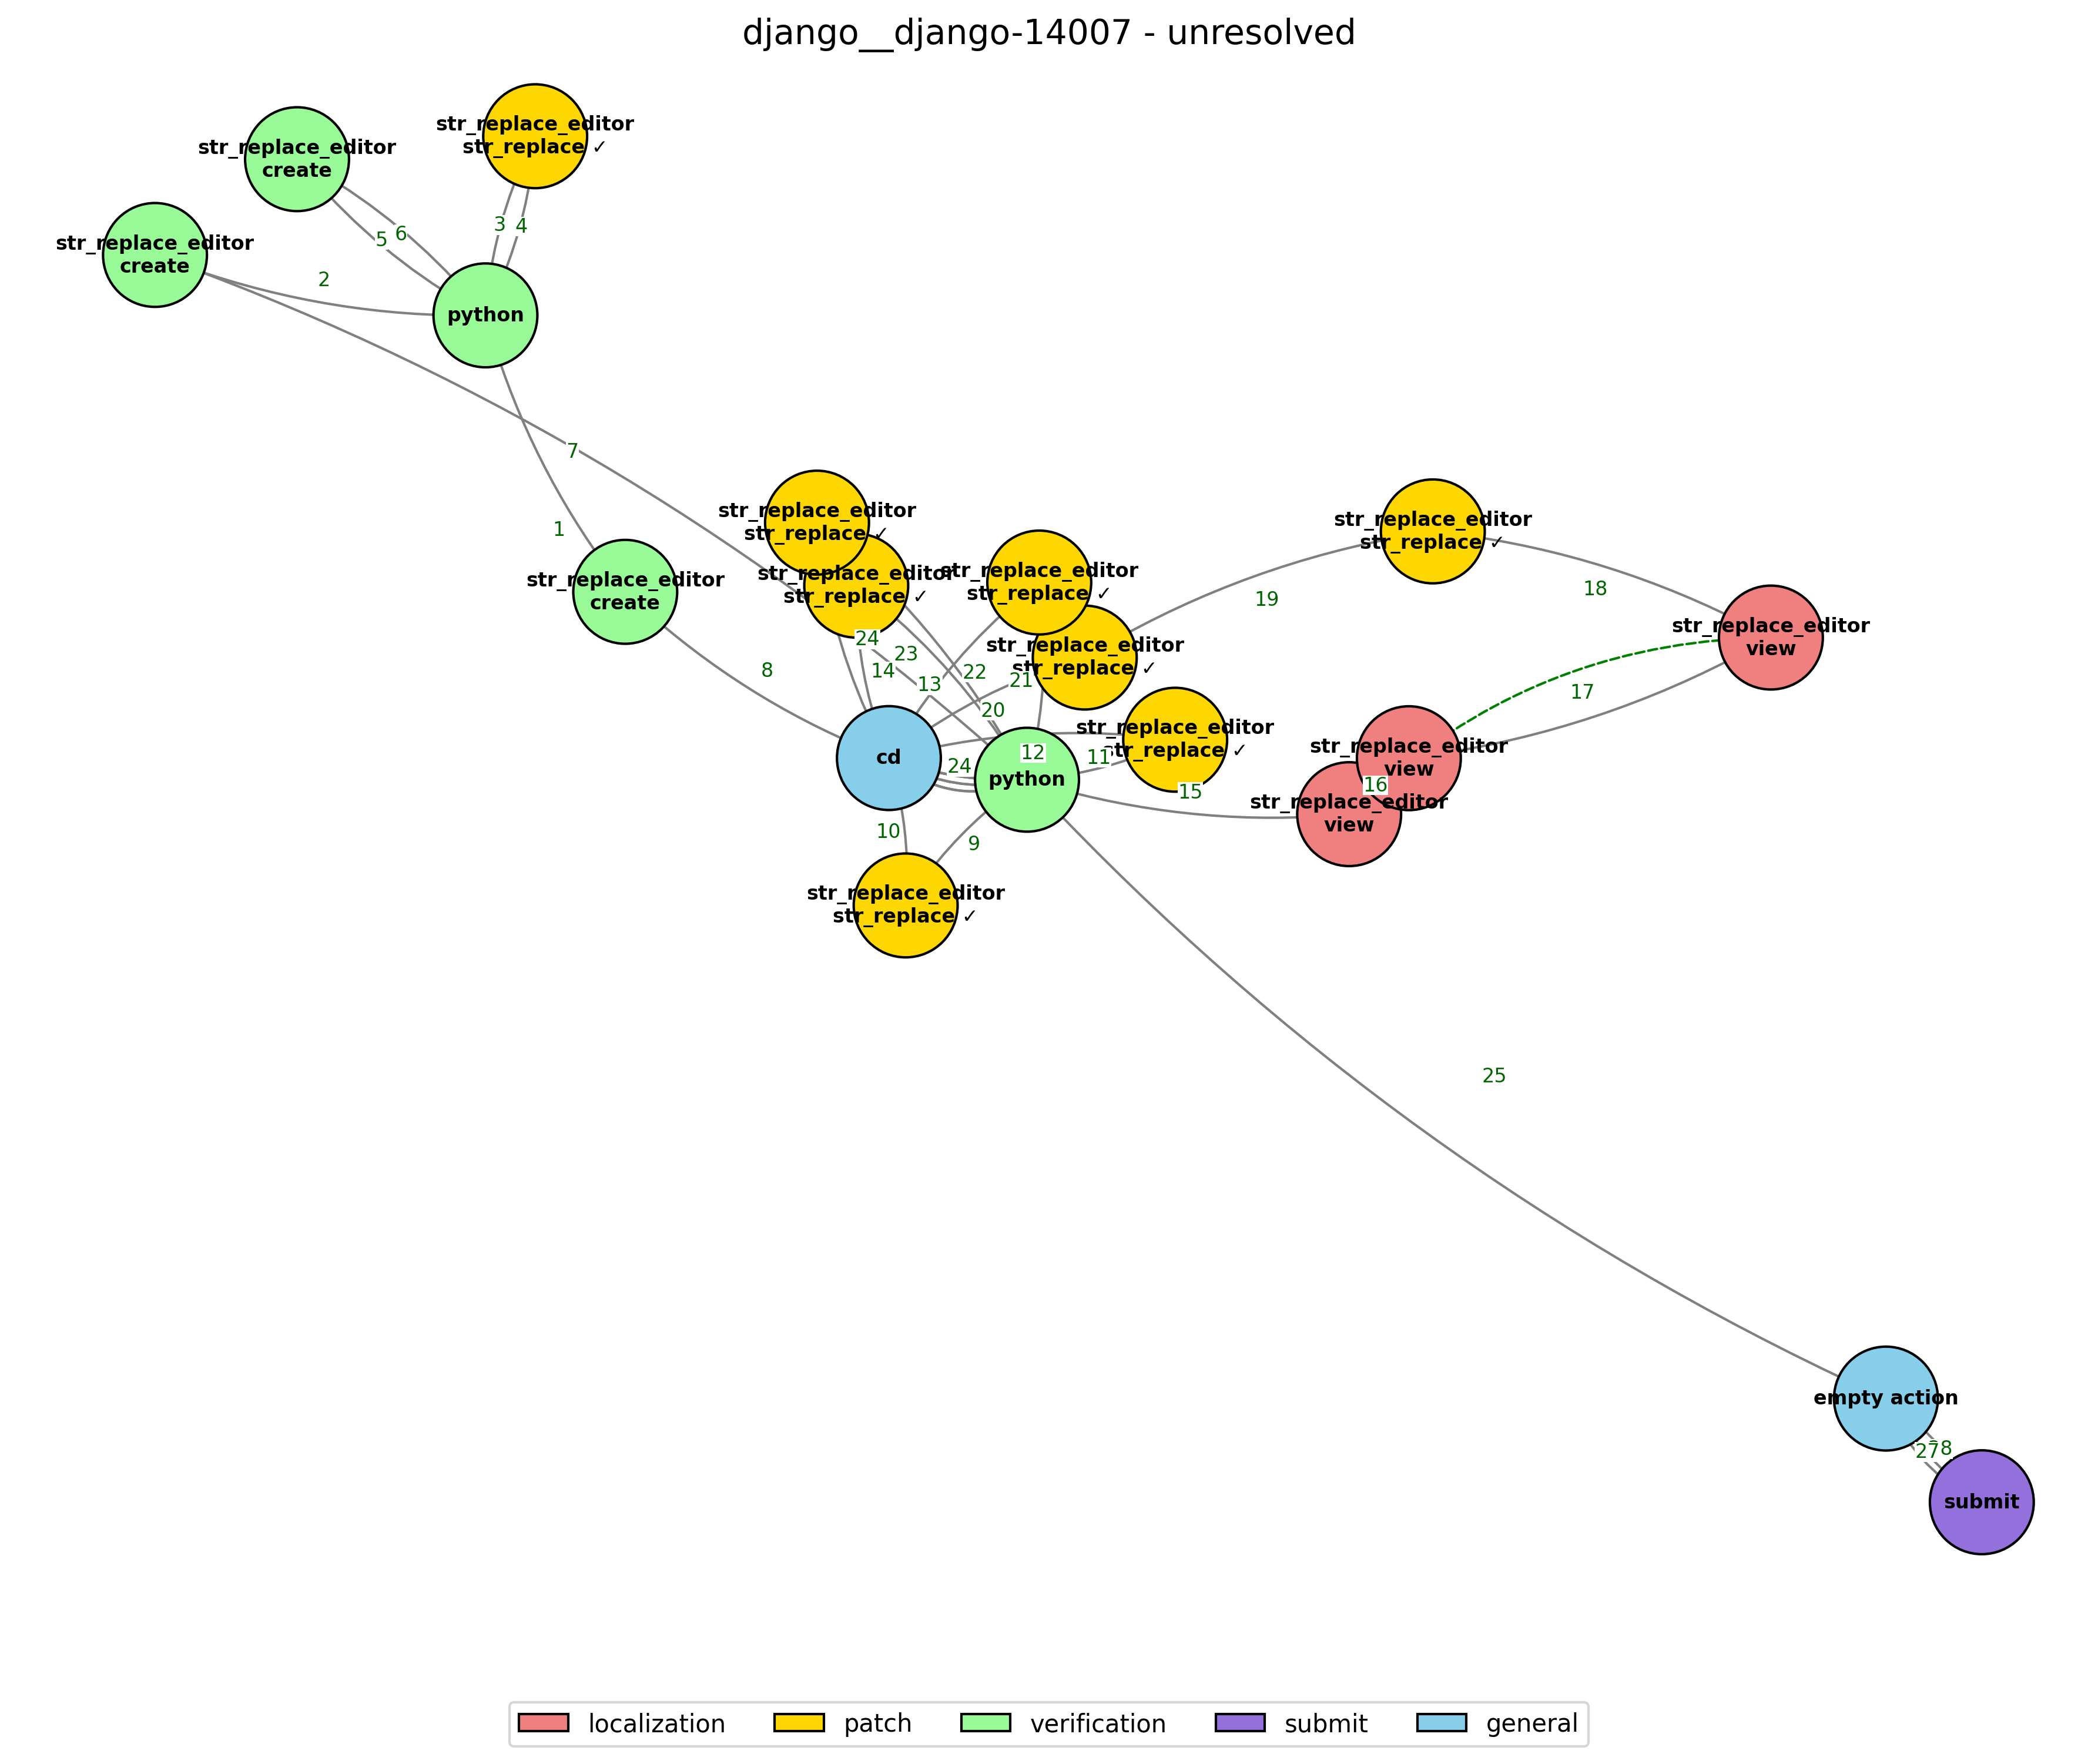 django__django-14007 - unresolved
str_replace_editor
str_replace ✓
str_replace_editor
create
str_replace_editor
create
3
4
5
6
2
python
7
1
str_replace_editor
str_replace ✓
str_replace_editor
str_replace ✓
str_replace_editor
str_replace ✓
str_replace_editor
str_replace ✓
str_replace_editor
create
str_replace_editor
str_replace ✓
18
19
str_replace_editor
view
24
23
14
22
13
21
8
20
17
str_replace_editor
str_replace ✓
str_replace_editor
view
cd
12
11
24
python
16
15
str_replace_editor
view
10
9
str_replace_editor
str_replace ✓
25
empty action
27
8
submit
localization
patch
verification
submit
general